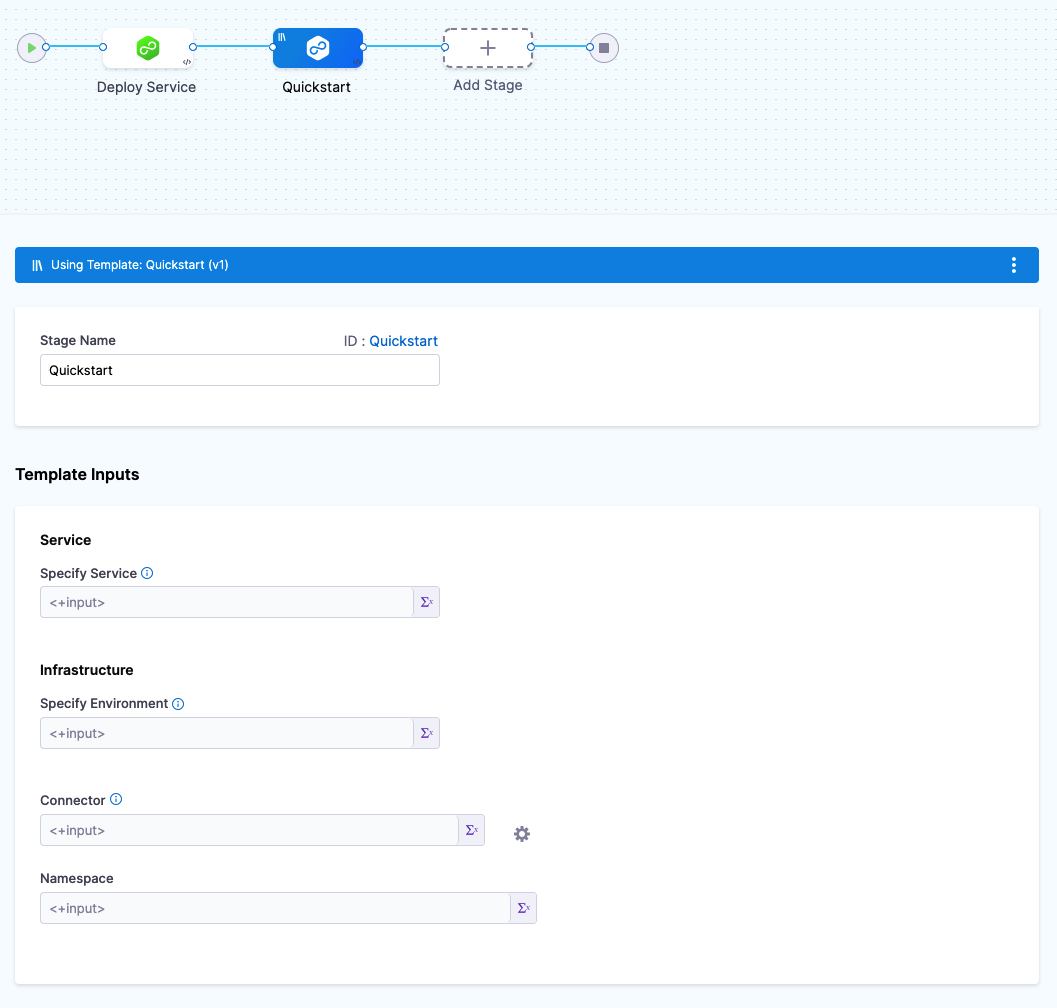 Deploy Service
Quickstart
Add Stage
Using Template: Quickstart (v1)
Stage Name
ID : Quickstart
Quickstart
Template Inputs
Service
Specify Service
<+input>
Infrastructure
Specify Environment
<+input>
Connector
<+input>
Namespace
<+input>